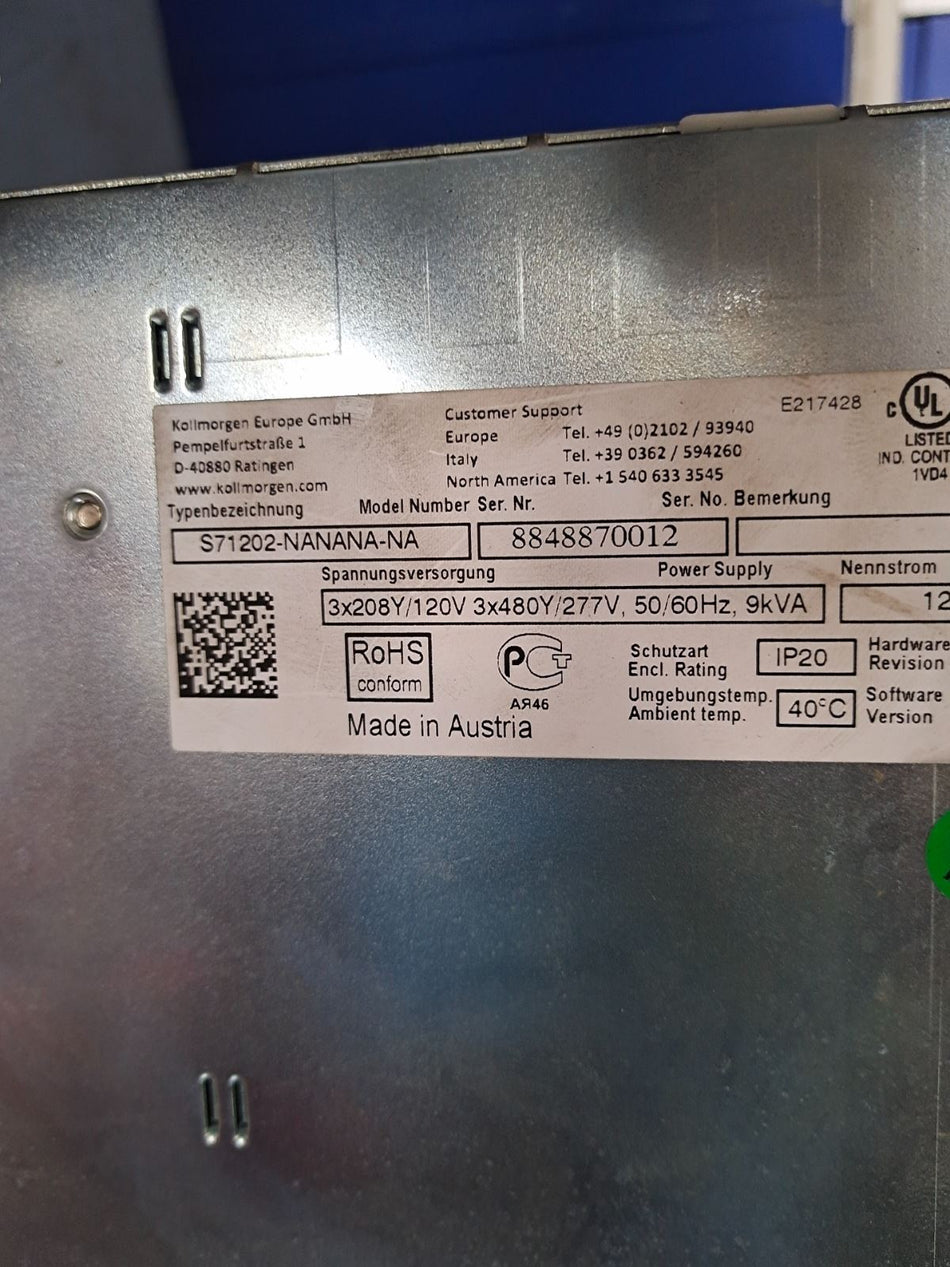 Kollmorgen Europe GmbH
Pempelfurtstraße 1
D-40880 Ratingen
www.kollmorgen.com
Customer Support
Europe Tel. +49 (0)2102 / 93940
Italy Tel. +39 0362 / 594260
North America Tel. +1 540 633 3545
E217428
C UL
LISTED
IND. CONT
1VD4
Typenbezeichnung Model Number Ser. Nr. Ser. No. Bemerkung
S71202-NANANA-NA 8848870012
Spannungsversorgung Power Supply Nennstrom
3x208Y/120V 3x480Y/277V, 50/60Hz, 9kVA 12
RoHS
conform
PCT
АЯ46
Made in Austria
Schutzart
Encl. Rating IP20
Hardware
Revision
Umgebungstemp.
Ambient temp. 40°C
Software
Version